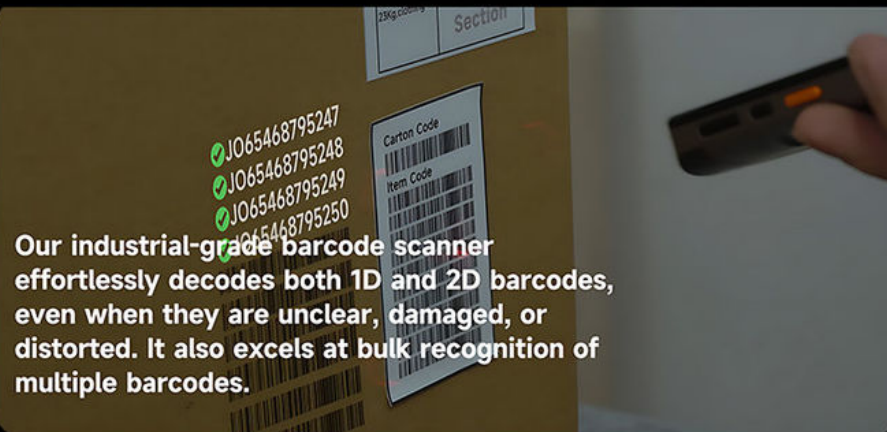 23Kg.clothing
Section
Carton Code
Item Code
JO65468795247
JO65468795248
JO65468795249
JO65468795250
Our industrial-grade barcode scanner
effortlessly decodes both 1D and 2D barcodes,
even when they are unclear, damaged, or
distorted. It also excels at bulk recognition of
multiple barcodes.